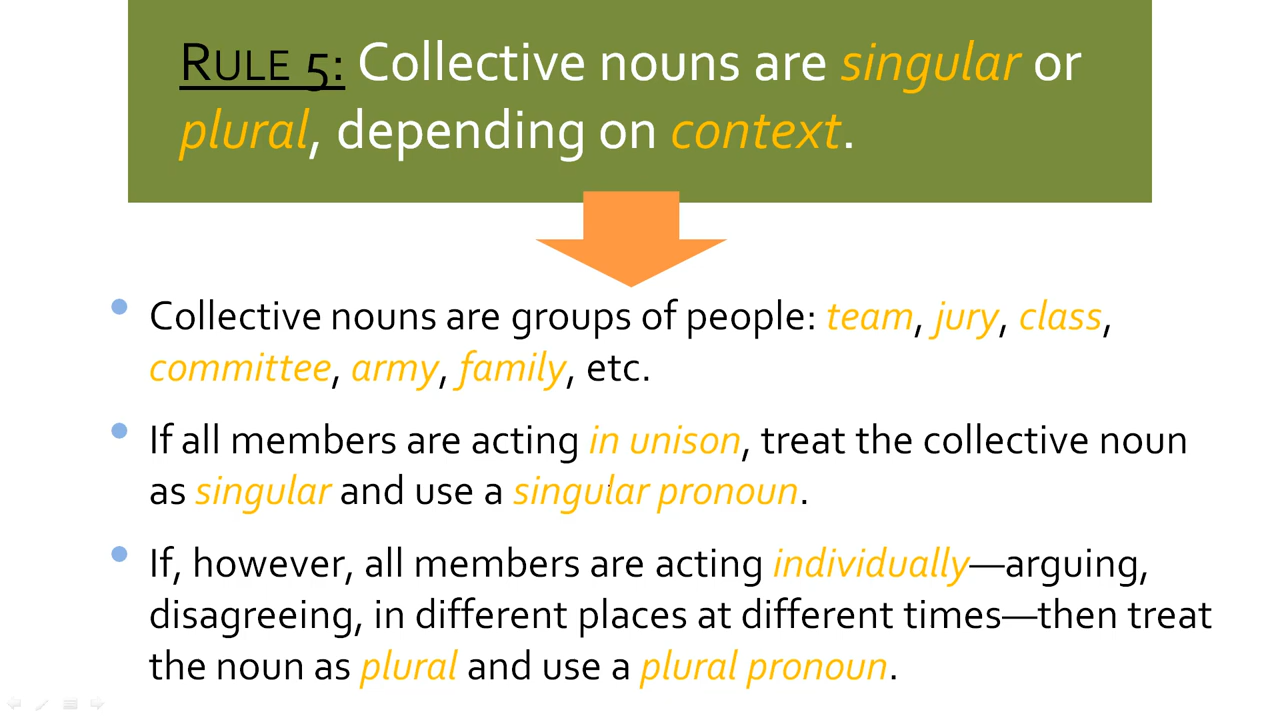 RULE 5: Collective nouns are singular or
plural, depending on context.
• Collective nouns are groups of people: team, jury, class,
committee, army, family, etc.
• If all members are acting in unison, treat the collective noun
as singular and use a singular pronoun.
• If, however, all members are acting individually—arguing,
disagreeing, in different places at different times—then treat
the noun as plural and use a plural pronoun.